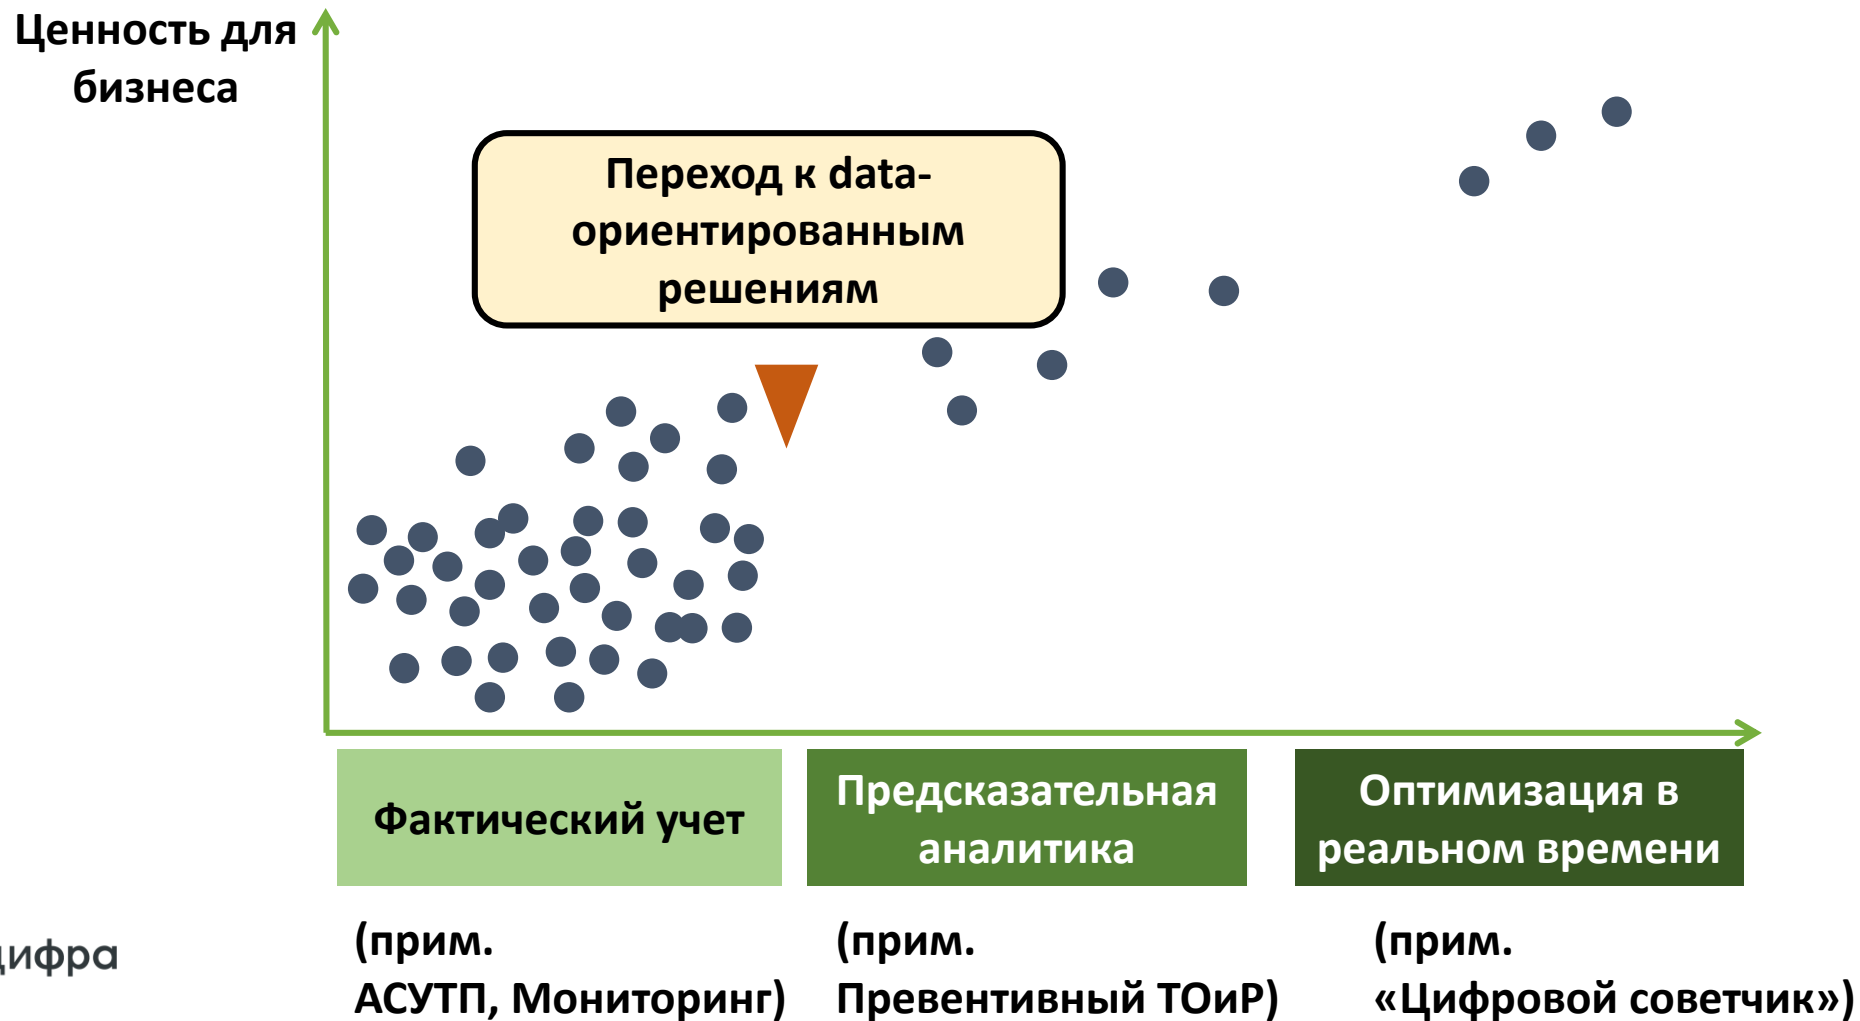 Ценность для
бизнеса
Переход к data-
ориентированным
решениям
Фактический учет
Предсказательная
аналитика
Оптимизация в
реальном времени
(прим.
АСУТП, Мониторинг)
(прим.
Превентивный ТОиР)
(прим.
«Цифровой советчик»)
цифра